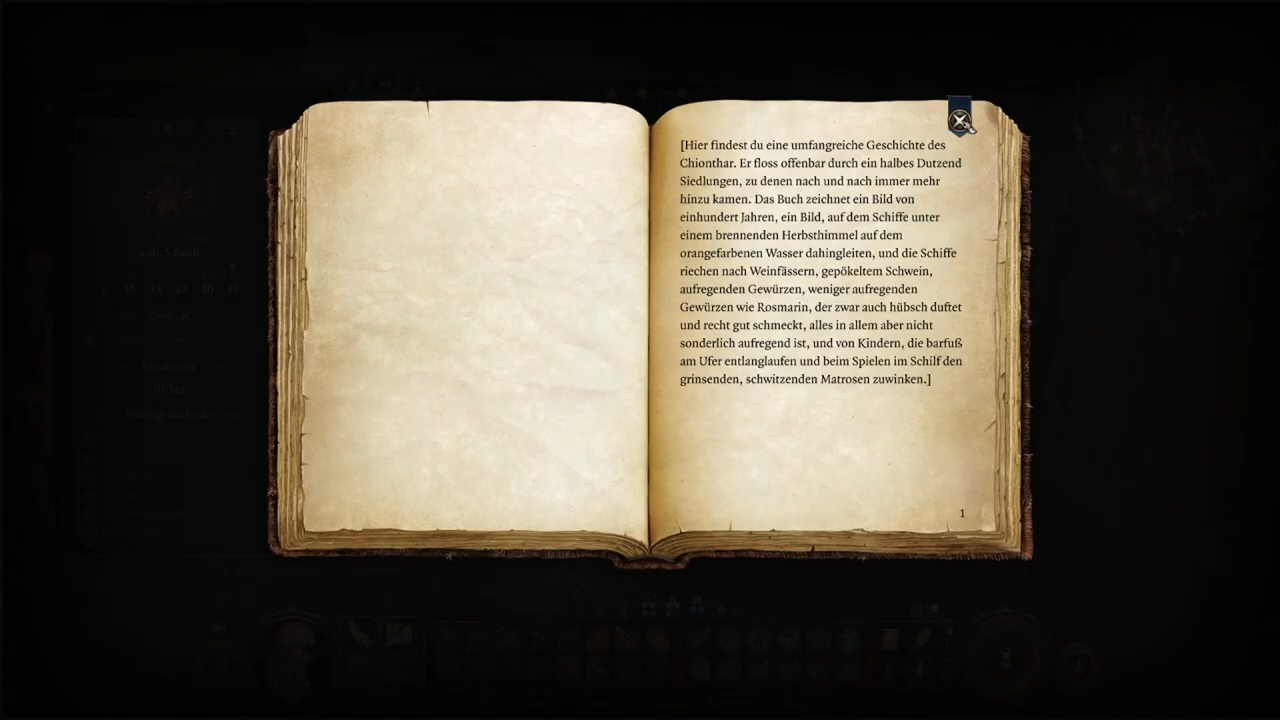 [Hier findest du eine umfangreiche Geschichte des
Chionthar. Er floss offenbar durch ein halbes Dutzend
Siedlungen, zu denen nach und nach immer mehr
hinzu kamen. Das Buch zeichnet ein Bild von
einhundert Jahren, ein Bild, auf dem Schiffe unter
einem brennenden Herbsthimmel auf dem
orangefarbenen Wasser dahingleiten, und die Schiffe
riechen nach Weinfässern, gepökeltem Schwein,
aufregenden Gewürzen, weniger aufregenden
Gewürzen wie Rosmarin, der zwar auch hübsch duftet
und recht gut schmeckt, alles in allem aber nicht
sonderlich aufregend ist, und von Kindern, die barfuß
am Ufer entlanglaufen und beim Spielen im Schilf den
grinsenden, schwitzenden Matrosen zuwinken.]
1
Stufe 5 Barde
Zustände